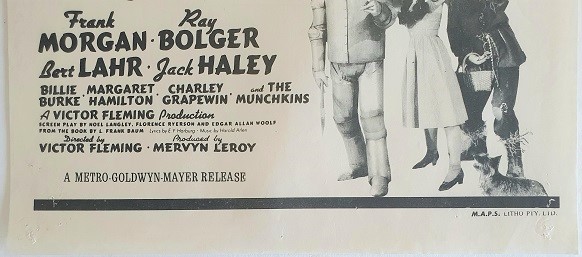 Frank Ray
MORGAN · BOLGER
Bert LAHR · Jack HALEY
BILLIE MARGARET CHARLEY and THE
BURKE HAMILTON GRAPEWIN MUNCHKINS
A VICTOR FLEMING Production
SCREEN PLAY BY NOEL LANGLEY, FLORENCE RYERSON AND EDGAR ALLAN WOOLF
FROM THE BOOK BY L. FRANK BAUM Lyrics by E. Y. Harburg · Music by Harold Arlen
Directed by Produced by
VICTOR FLEMING · MERVYN LEROY
A METRO-GOLDWYN-MAYER RELEASE
M.A.P.S. LITHO PTY. LTD.